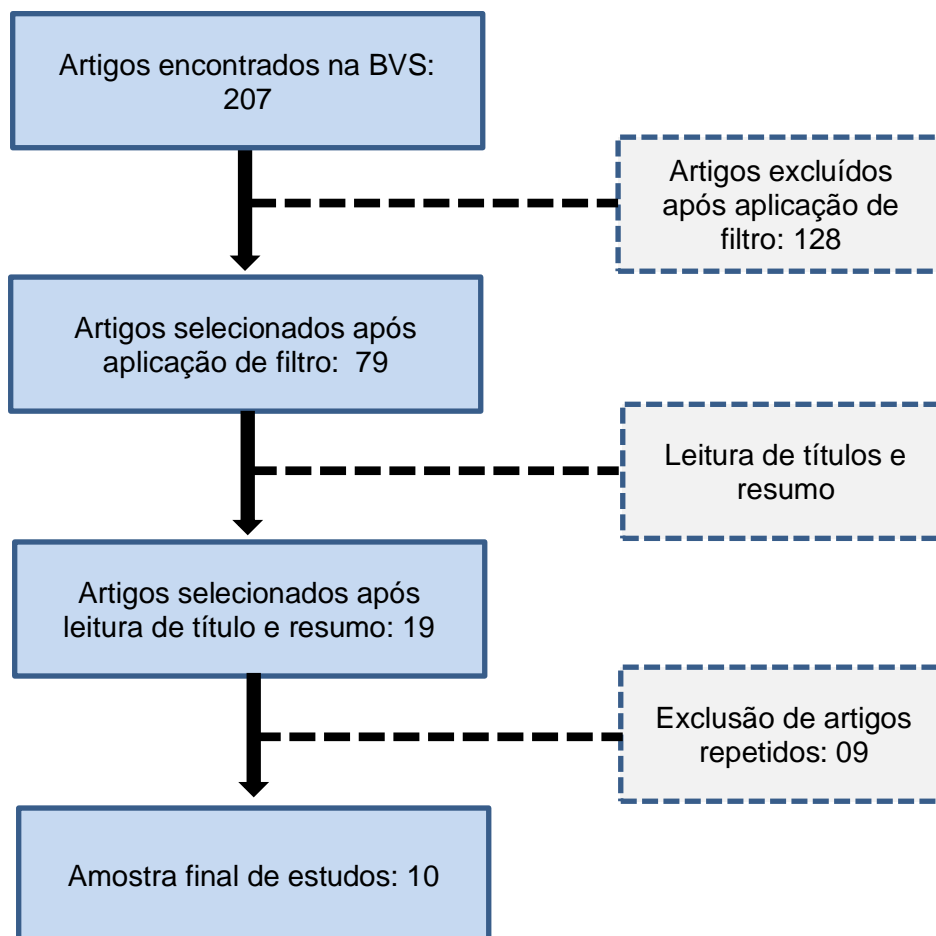 Artigos encontrados na BVS:
207
Artigos excluídos
após aplicação de
filtro: 128
Artigos selecionados após
aplicação de filtro: 79
Leitura de títulos e
resumo
Artigos selecionados após
leitura de título e resumo: 19
Exclusão de artigos
repetidos: 09
Amostra final de estudos: 10